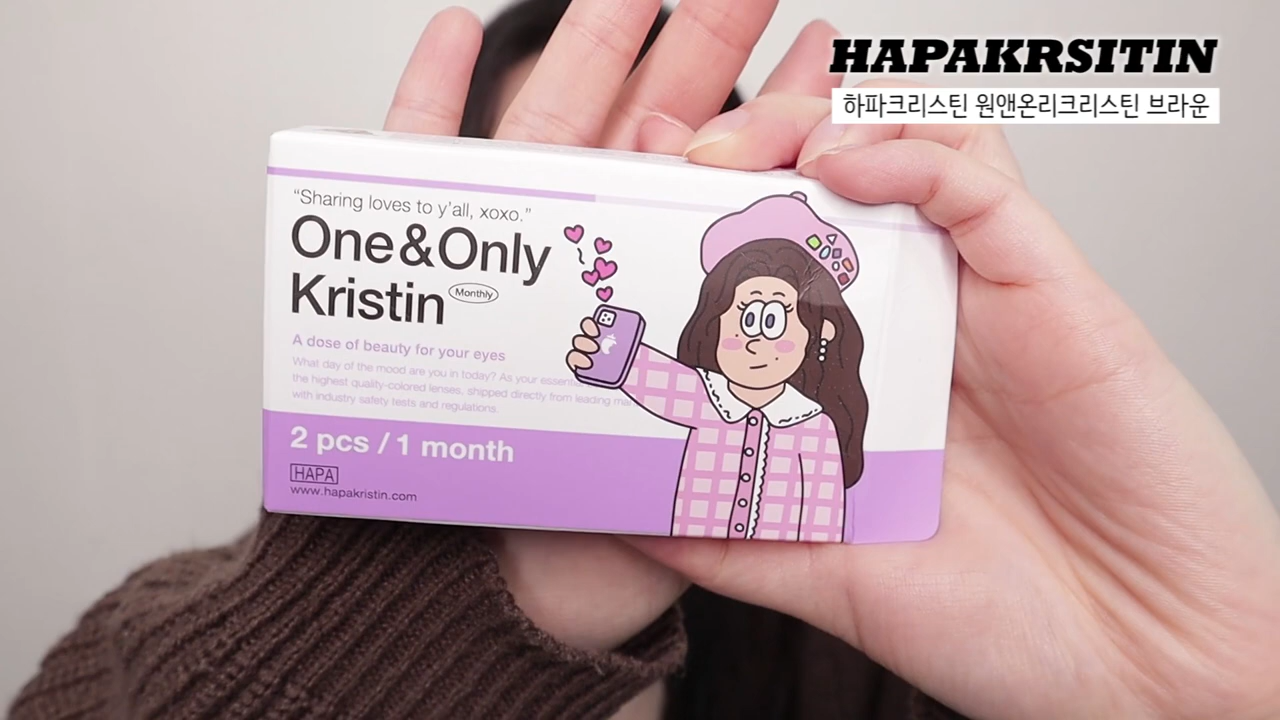 HAPAKRSITIN
하파크리스틴 원앤온리크리스틴 브라운
“Sharing loves to y’all, xoxo.”
One&Only
Kristin Monthly
A dose of beauty for your eyes
What day of the mood are you in today? As your essential
the highest quality-colored lenses, shipped directly from leading
with industry safety tests and regulations.
2 pcs / 1 month
HAPA
www.hapakristin.com